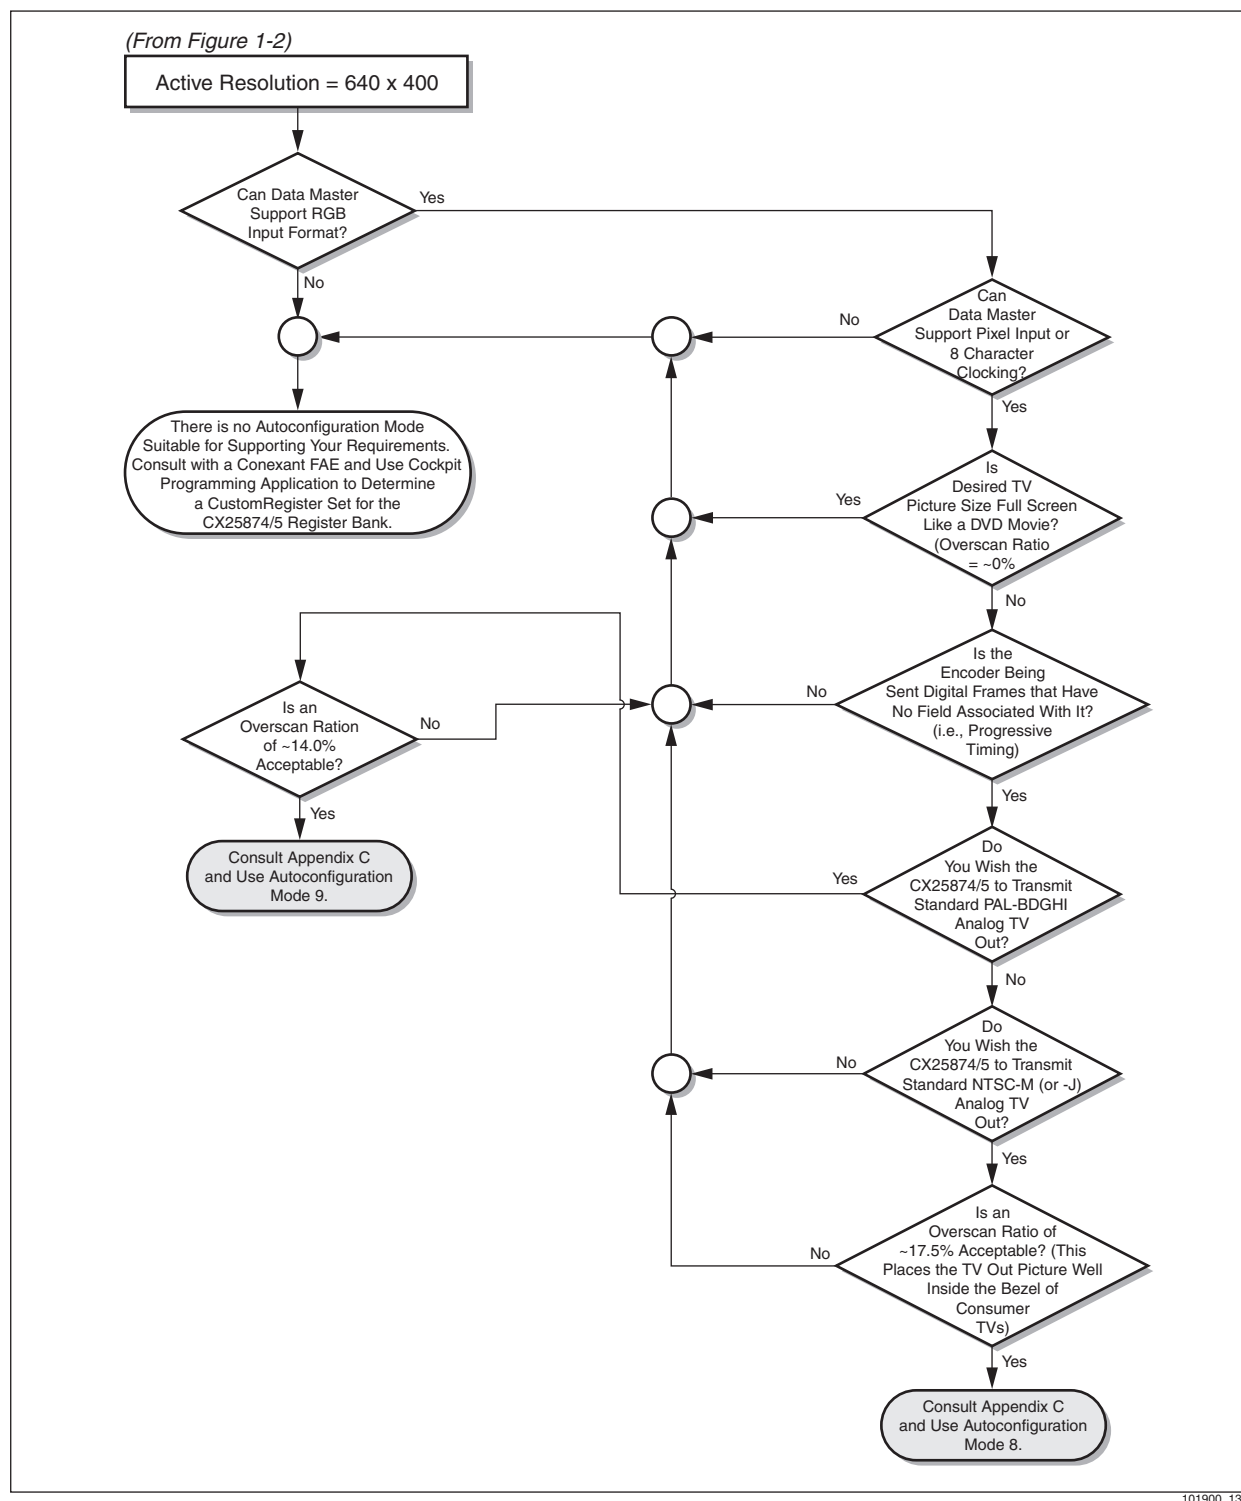 (From Figure 1-2)
Active Resolution = 640 x 400
Can Data Master
Support RGB
Input Format?
Yes
No
Can
Data Master
Support Pixel Input or
8 Character
Clocking?
No
Yes
There is no Autoconfiguration Mode
Suitable for Supporting Your Requirements.
Consult with a Conexant FAE and Use Cockpit
Programming Application to Determine
a CustomRegister Set for the
CX25874/5 Register Bank.
Is
Desired TV
Picture Size Full Screen
Like a DVD Movie?
(Overscan Ratio
= ~0%
Yes
No
Is the
Encoder Being
Sent Digital Frames that Have
No Field Associated With It?
(i.e., Progressive
Timing)
No
Yes
Is an
Overscan Ration
of ~14.0%
Acceptable?
No
Yes
Consult Appendix C
and Use Autoconfiguration
Mode 9.
Do
You Wish the
CX25874/5 to Transmit
Standard PAL-BDGHI
Analog TV
Out?
Yes
No
Do
You Wish the
CX25874/5 to Transmit
Standard NTSC-M (or -J)
Analog TV
Out?
No
Yes
Is an
Overscan Ratio of
~17.5% Acceptable? (This
Places the TV Out Picture Well
Inside the Bezel of
Consumer
TVs)
No
Yes
Consult Appendix C
and Use Autoconfiguration
Mode 8.
101900_13